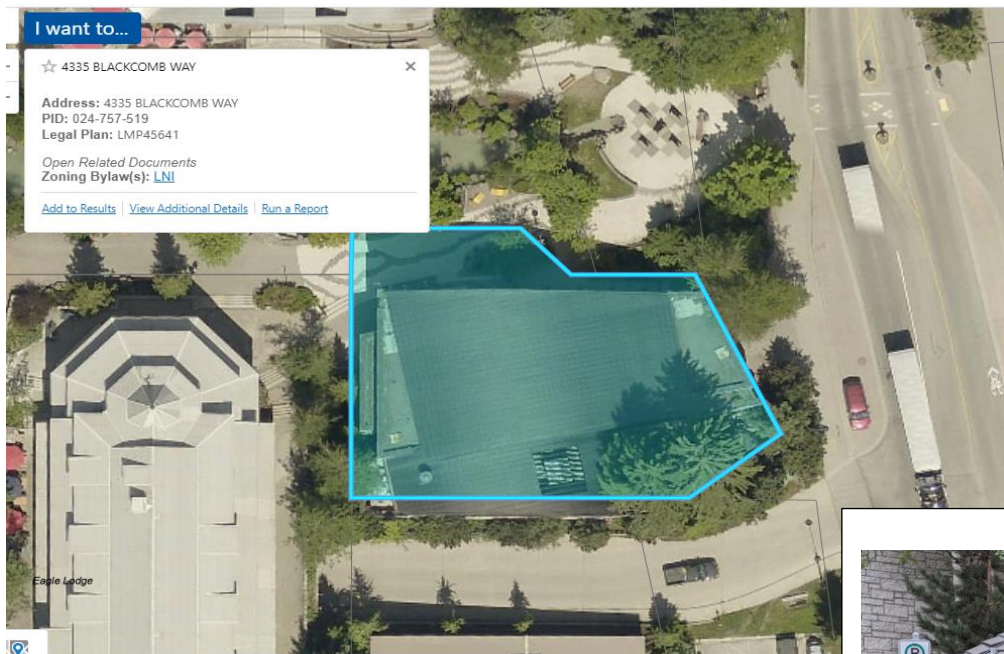 I want to...
☆ 4335 BLACKCOMB WAY ×
Address: 4335 BLACKCOMB WAY
PID: 024-757-519
Legal Plan: LMP45641
Open Related Documents
Zoning Bylaw(s): LNI
Add to Results | View Additional Details | Run a Report
Eagle Lodge
P